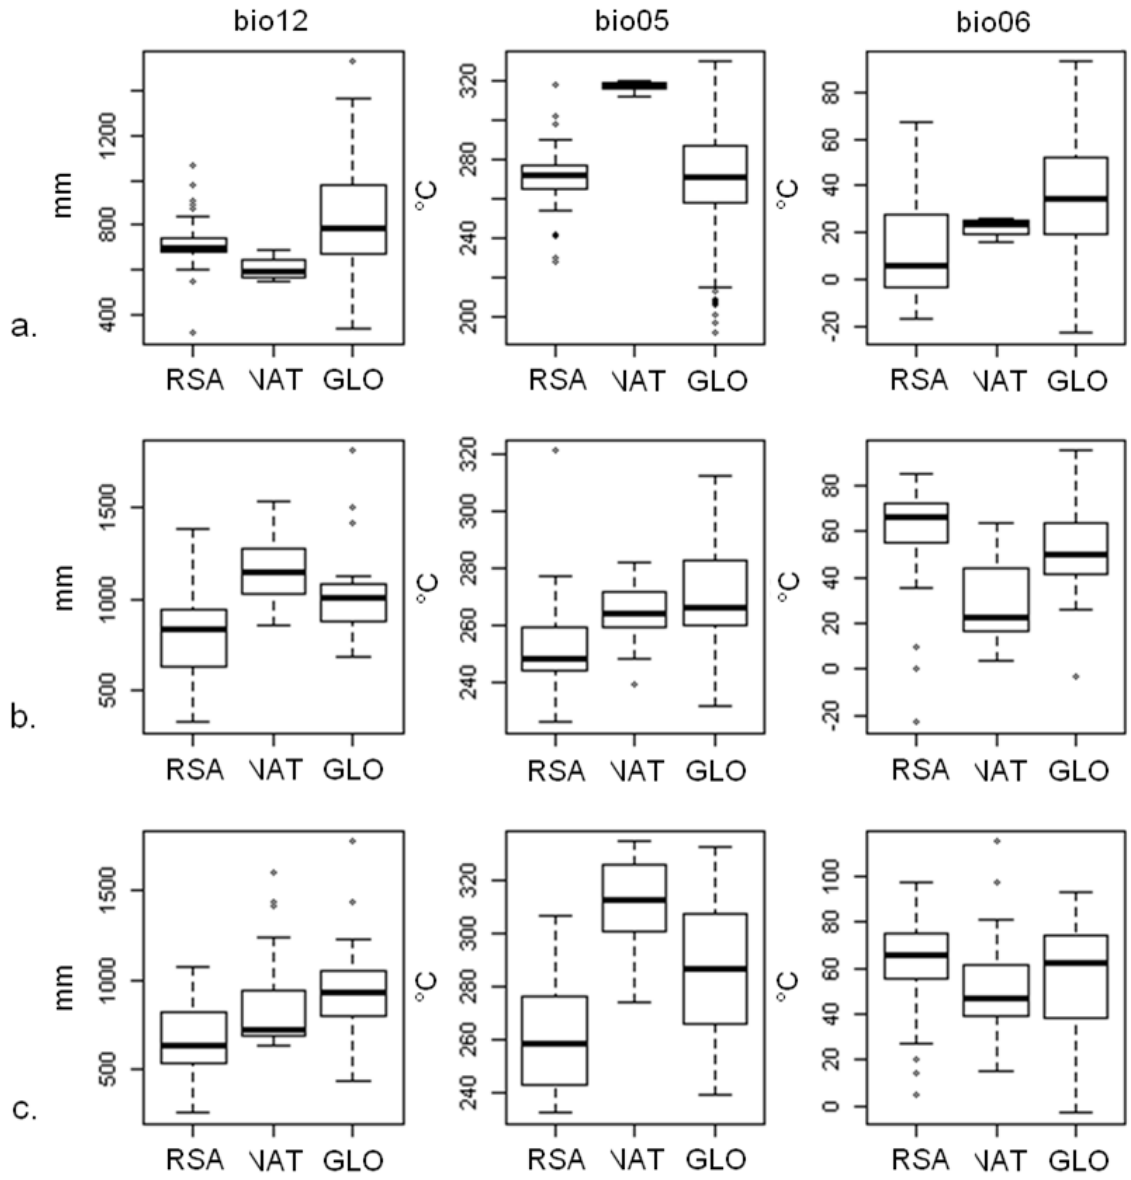 bio12 bio05 bio06
a.
mm
1200
800
400
RSA NAT GLO
°C
320
280
240
200
RSA NAT GLO
°C
80
60
40
20
0
-20
RSA NAT GLO
b.
mm
1500
1000
500
RSA NAT GLO
°C
320
300
280
260
240
RSA NAT GLO
°C
80
60
40
20
0
-20
RSA NAT GLO
c.
mm
1500
1000
500
RSA NAT GLO
°C
320
300
280
260
240
RSA NAT GLO
°C
100
80
60
40
20
0
RSA NAT GLO